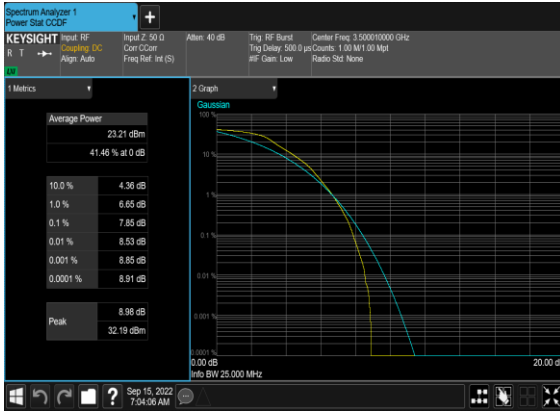 Spectrum Analyzer 1
Power Stat CCDF
+
KEYSIGHT Input: RF Input Z: 50 Ω Atten: 40 dB Trig: RF Burst Center Freq: 3.500010000 GHz
R T Coupling: DC Corr CCorr Trig Delay: 500.0 µs Counts: 1.00 M/1.00 Mpt
Align: Auto Freq Ref: Int (S) #IF Gain: Low Radio Std: None
1 Metrics
2 Graph
Average Power
23.21 dBm
41.46 % at 0 dB
10.0 % 4.36 dB
1.0 % 6.65 dB
0.1 % 7.85 dB
0.01 % 8.53 dB
0.001 % 8.85 dB
0.0001 % 8.91 dB
Peak
8.98 dB
32.19 dBm
Gaussian
100 %
10 %
1 %
0.1 %
0.01 %
0.001 %
0.0001 %
0.00 dB 20.00 d
Info BW 25.000 MHz
?
Sep 15, 2022
7:04:06 AM